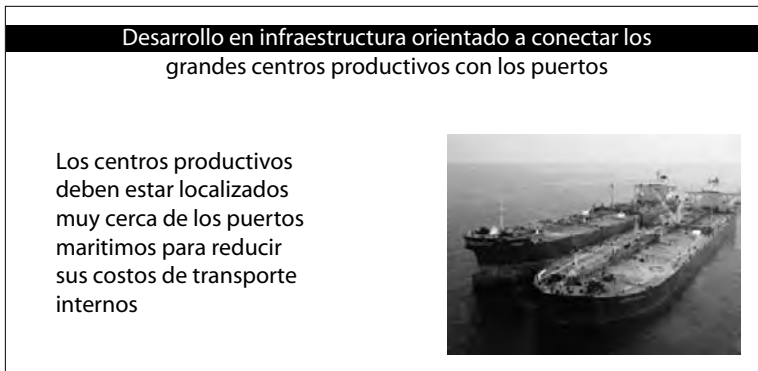 Desarrollo en infraestructura orientado a conectar los
grandes centros productivos con los puertos
Los centros productivos
deben estar localizados
muy cerca de los puertos
maritimos para reducir
sus costos de transporte
internos